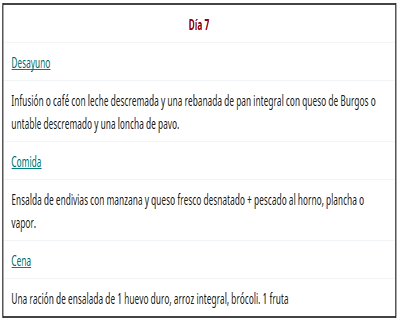 Día 7
Desayuno
Infusión o café con leche descremada y una rebanada de pan integral con queso de Burgos o
untable descremado y una loncha de pavo.
Comida
Ensalda de endivias con manzana y queso fresco desnatado + pescado al horno, plancha o
vapor.
Cena
Una ración de ensalada de 1 huevo duro, arroz integral, brócoli. 1 fruta